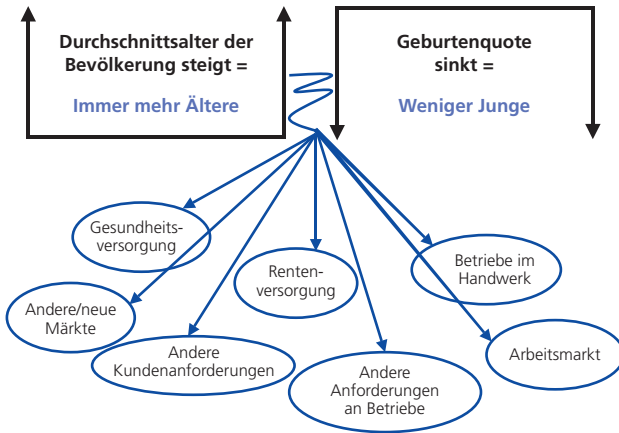 Durchschnittsalter der
Bevölkerung steigt =
Immer mehr Ältere
Geburtenquote
sinkt =
Weniger Junge
Gesundheits-
versorgung
Andere/neue
Märkte
Andere
Kundenanforderungen
Renten-
versorgung
Andere
Anforderungen
an Betriebe
Betriebe im
Handwerk
Arbeitsmarkt